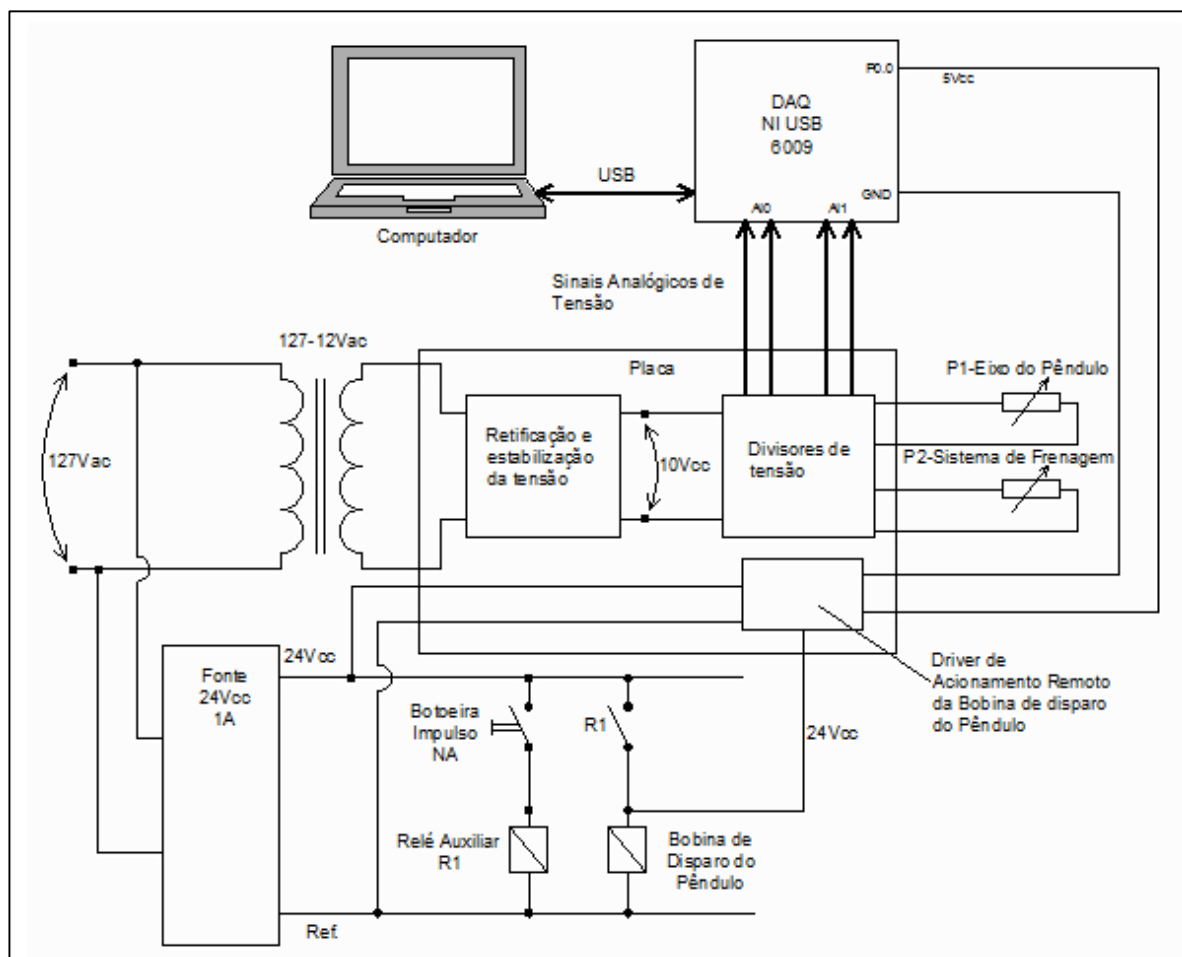 P0.0
5Vcc
DAQ
NI USB
6009
USB
GND
AI0
AI1
Computador
Sinais Analógicos de
Tensão
127-12Vac
Placa
P1-Eixo do Pêndulo
127Vac
Retificação e
estabilização
da tensão
10Vcc
Divisores de
tensão
P2-Sistema de Frenagem
Fonte
24Vcc
1A
24Vcc
Botoeira
Impulso
NA
R1
24Vcc
Driver de
Acionamento Remoto
da Bobina de disparo
do Pêndulo
Relé Auxiliar
R1
Bobina de
Disparo do
Pêndulo
Ref.